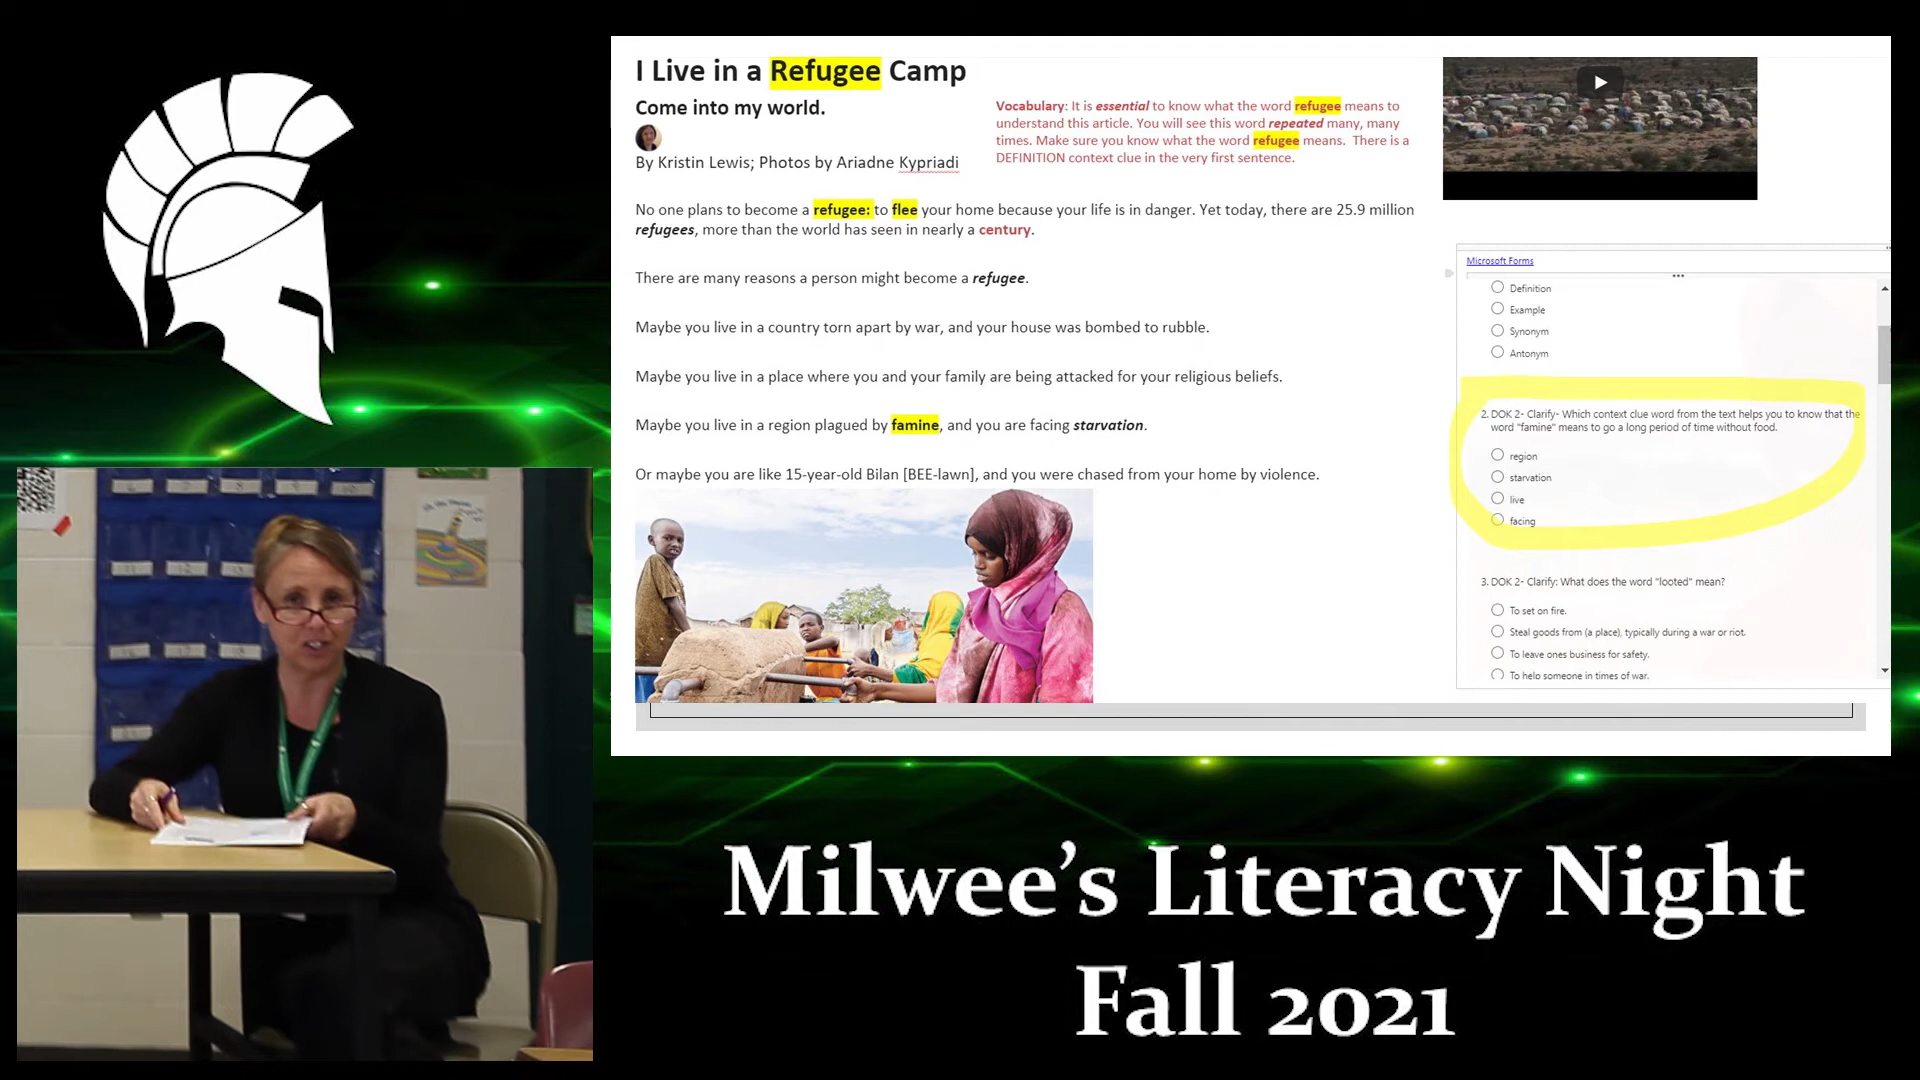 I Live in a Refugee Camp
Come into my world.
By Kristin Lewis; Photos by Ariadne Kypriadi
Vocabulary: It is essential to know what the word refugee means to
understand this article. You will see this word repeated many, many
times. Make sure you know what the word refugee means. There is a
DEFINITION context clue in the very first sentence.
No one plans to become a refugee: to flee your home because your life is in danger. Yet today, there are 25.9 million
refugees, more than the world has seen in nearly a century.
There are many reasons a person might become a refugee.
Maybe you live in a country torn apart by war, and your house was bombed to rubble.
Maybe you live in a place where you and your family are being attacked for your religious beliefs.
Maybe you live in a region plagued by famine, and you are facing starvation.
Or maybe you are like 15-year-old Bilan [BEE-lawn], and you were chased from your home by violence.
Microsoft Forms
Definition
Example
Synonym
Antonym
2. DOK 2- Clarify- Which context clue word from the text helps you to know that the
word "famine" means to go a long period of time without food.
region
starvation
live
facing
3. DOK 2- Clarify: What does the word "looted" mean?
To set on fire.
Steal goods from (a place), typically during a war or riot.
To leave ones business for safety.
To help someone in times of war.
6
7
8
9
10
11
12
13
16
17
18
Milwee's Literacy Night
Fall 2021